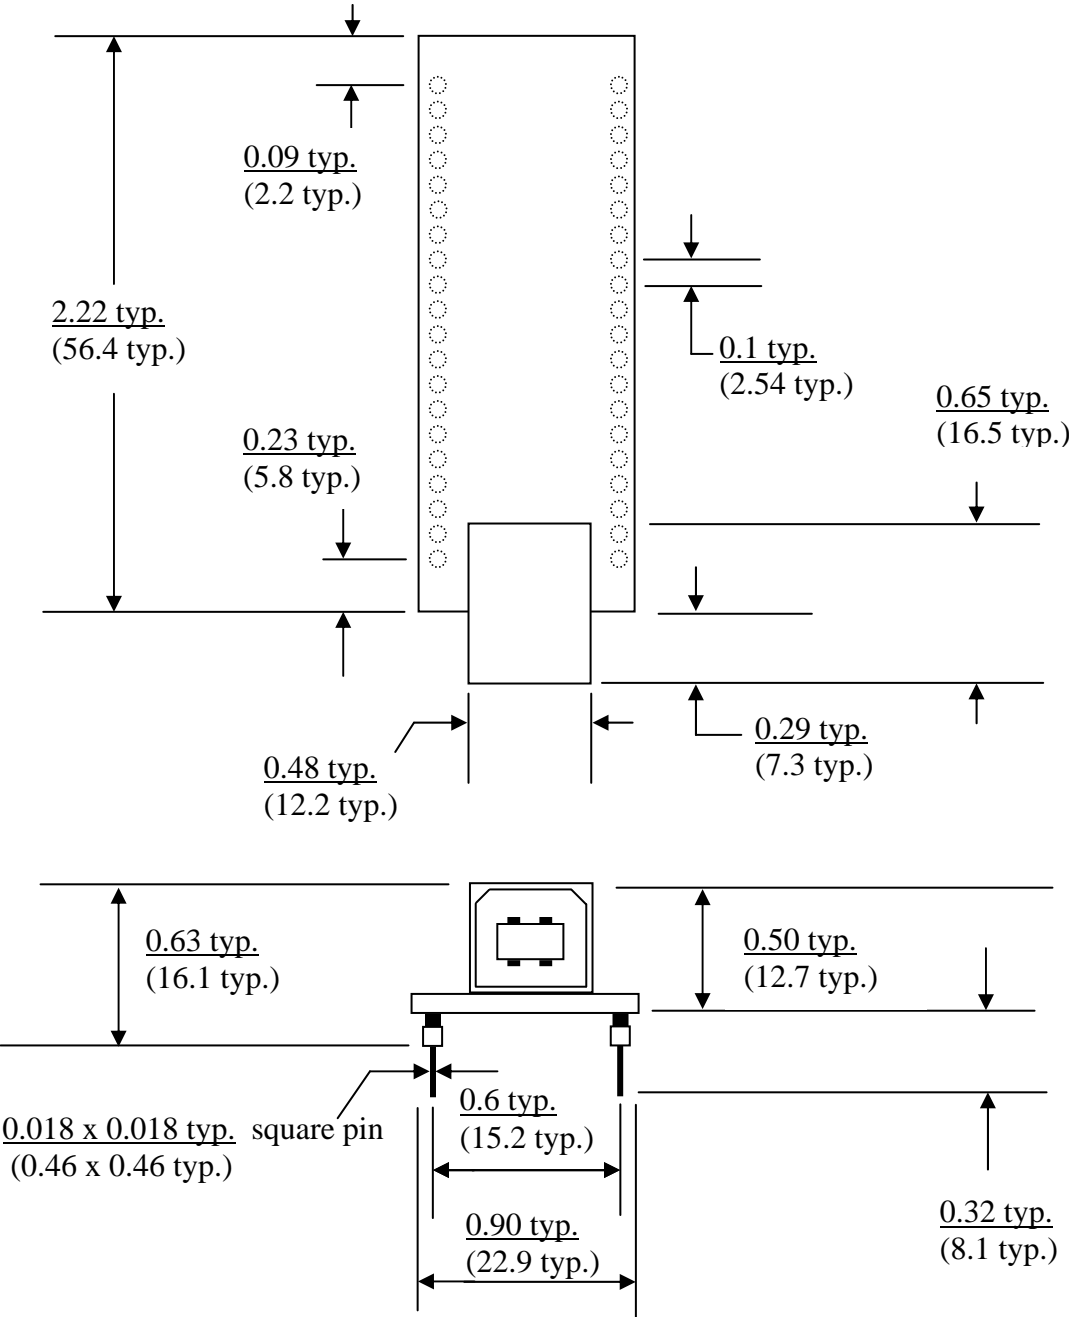 0.09 typ.
(2.2 typ.)
2.22 typ.
(56.4 typ.)
0.1 typ.
(2.54 typ.)
0.65 typ.
(16.5 typ.)
0.23 typ.
(5.8 typ.)
0.29 typ.
(7.3 typ.)
0.48 typ.
(12.2 typ.)
0.63 typ.
(16.1 typ.)
0.50 typ.
(12.7 typ.)
0.6 typ.
(15.2 typ.)
0.018 x 0.018 typ. square pin
(0.46 x 0.46 typ.)
0.90 typ.
(22.9 typ.)
0.32 typ.
(8.1 typ.)